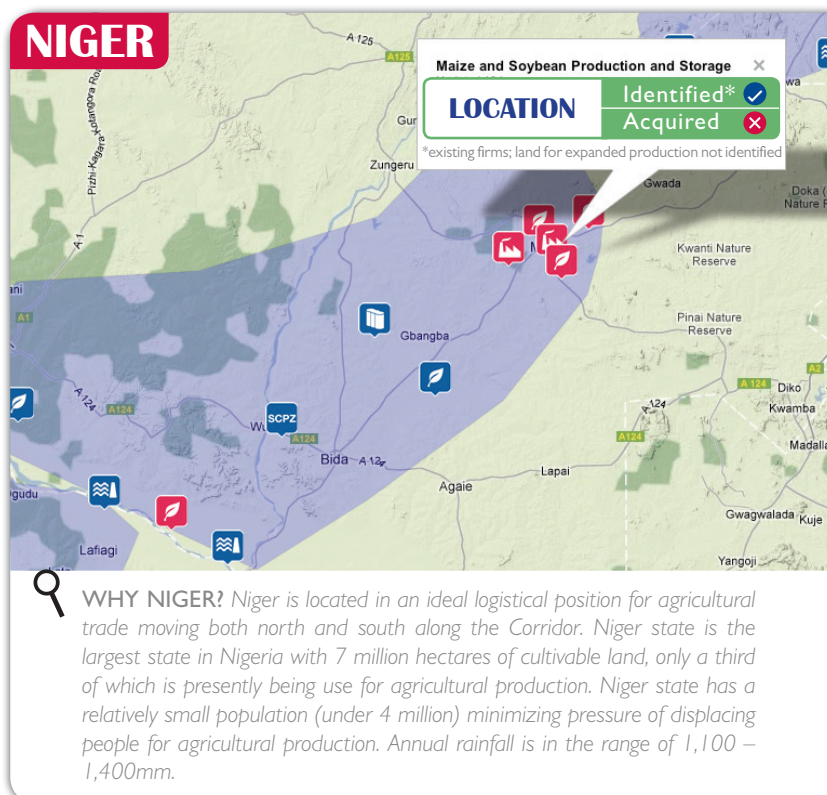 NIGER
A 125
A125
Maize and Soybean Production and Storage
LOCATION
Identified*
Acquired
*existing firms; land for expanded production not identified
Kotangora Roa
Pizhi-Kagara
A 1
Zungeru
Gwada
Doka (
Nature R
Kwanti Nature
Reserve
A1
Pinai Nature
Reserve
Gbangba
A 124
A124
SCPZ
Wu
A124
Bida
A 124
A 124
A2
Diko
Kwamba
A124
Madalla
Lapai
Agaie
Gwagwalada
Kuje
Lafiagi
Yangoji
WHY NIGER? Niger is located in an ideal logistical position for agricultural
trade moving both north and south along the Corridor. Niger state is the
largest state in Nigeria with 7 million hectares of cultivable land, only a third
of which is presently being use for agricultural production. Niger state has a
relatively small population (under 4 million) minimizing pressure of displacing
people for agricultural production. Annual rainfall is in the range of 1,100 –
1,400mm.